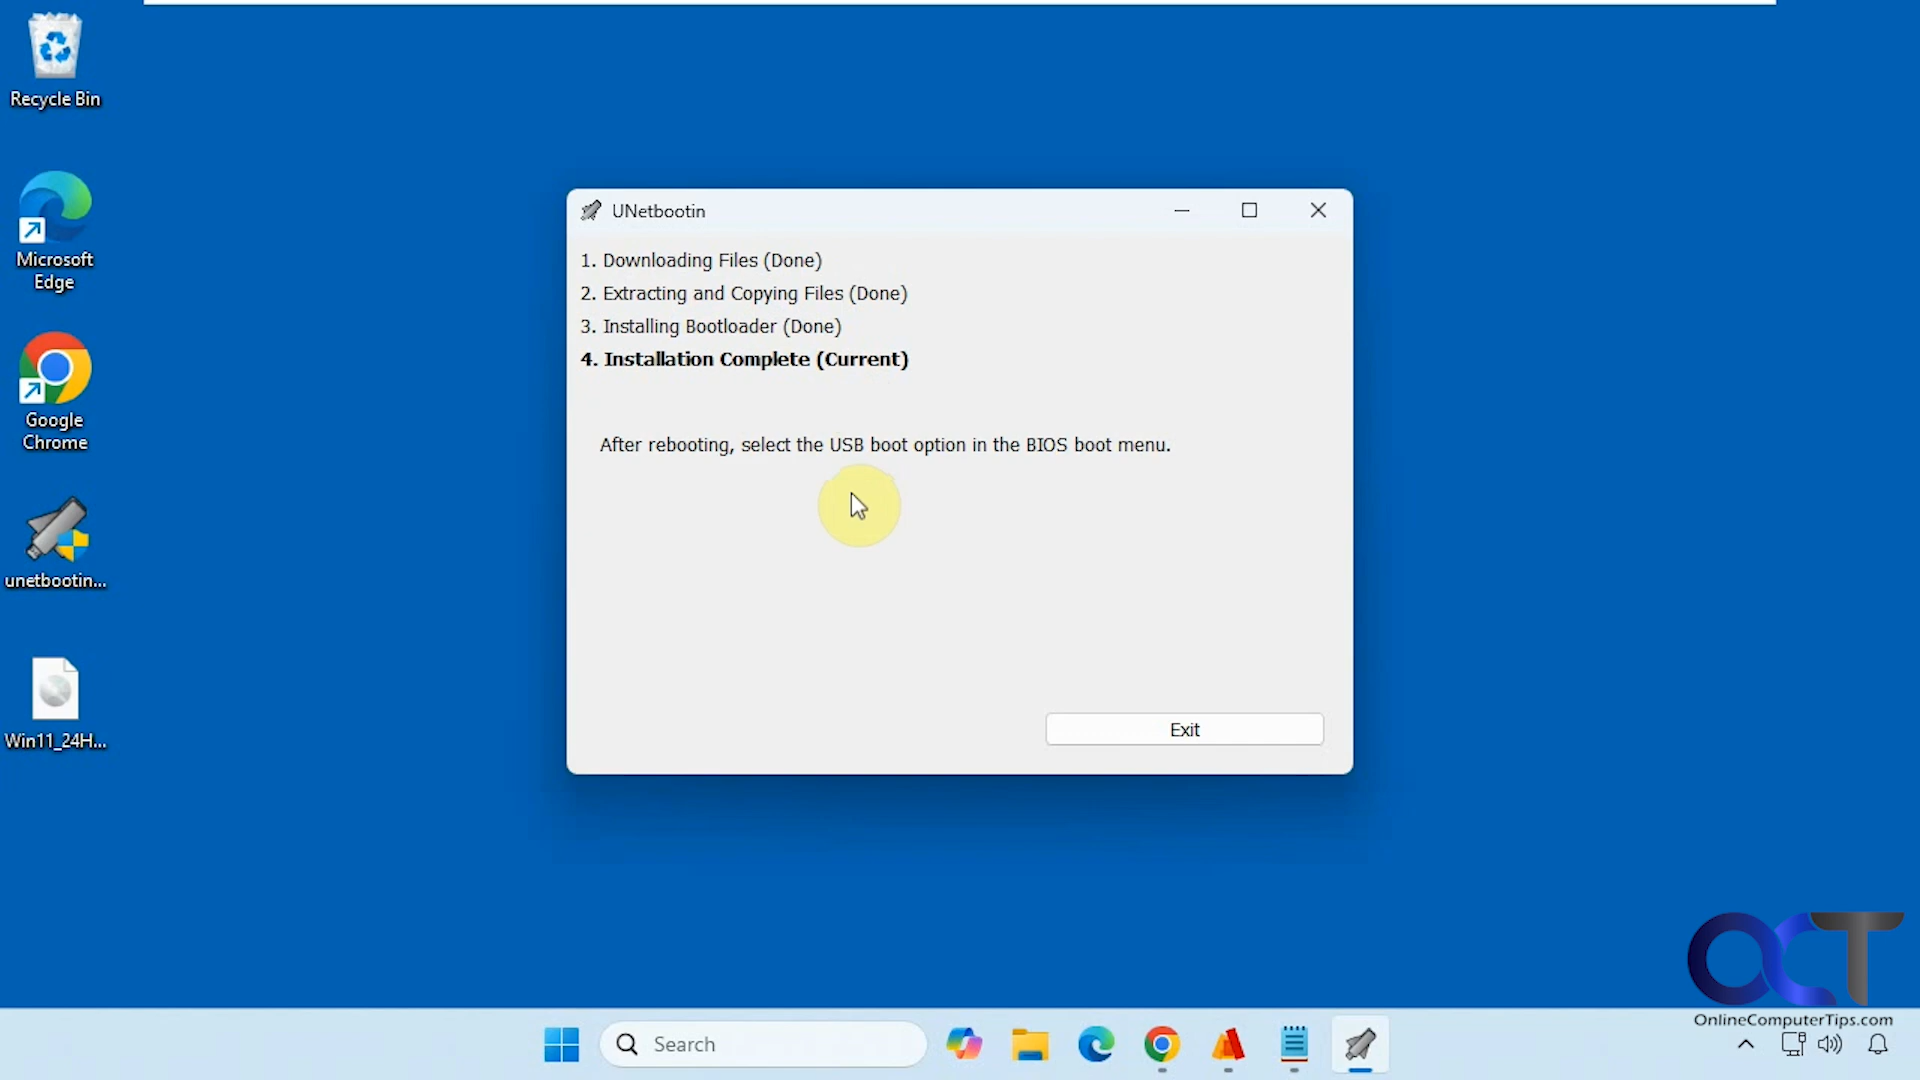 Recycle Bin
Microsoft
Edge
Google
Chrome
unetbootin...
Win11_24H...
UNetbootin
1. Downloading Files (Done)
2. Extracting and Copying Files (Done)
3. Installing Bootloader (Done)
4. Installation Complete (Current)
After rebooting, select the USB boot option in the BIOS boot menu.
Exit
OCT
OnlineComputerTips.com
Search